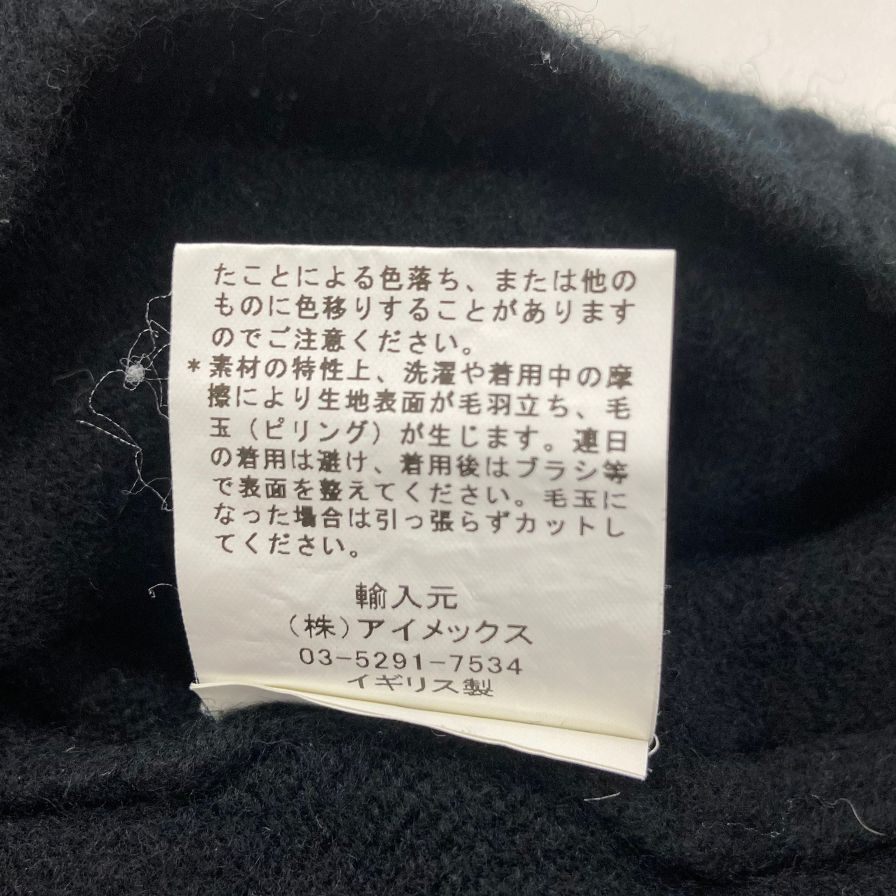 たことによる色落ち、または他の
ものに色移りすることがあります
のでご注意ください。
*素材の特性上、洗濯や着用中の摩
擦により生地表面が毛羽立ち、毛
玉（ピリング）が生じます。連日
の着用は避け、着用後はブラシ等
で表面を整えてください。毛玉に
なった場合は引っ張らずカットし
てください。
輸入元
（株）アイメックス
03-5291-7534
イギリス製